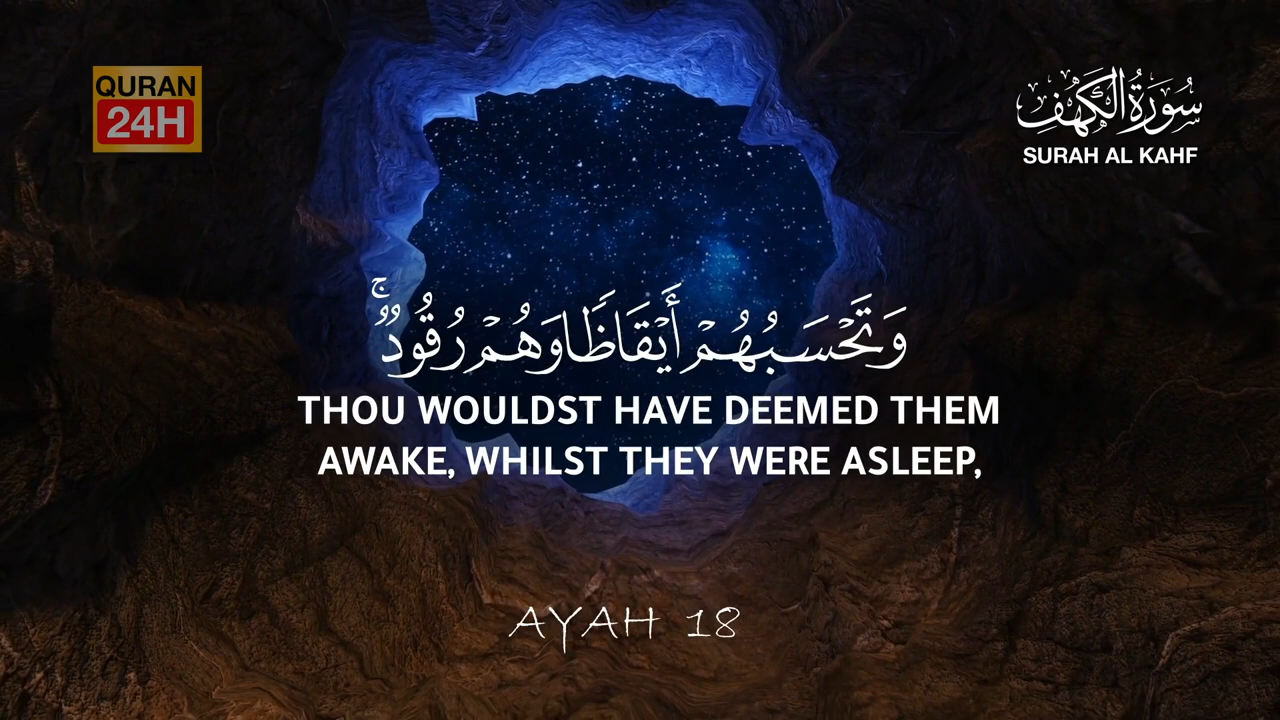 QURAN
24H
سُورَةُ الْكَهْفِ
SURAH AL KAHF
وَتَحْسَبُهُمْ أَيْقَاظًا وَهُمْ رُقُودٌ ۚ
THOU WOULDST HAVE DEEMED THEM
AWAKE, WHILST THEY WERE ASLEEP,
AYAH 18